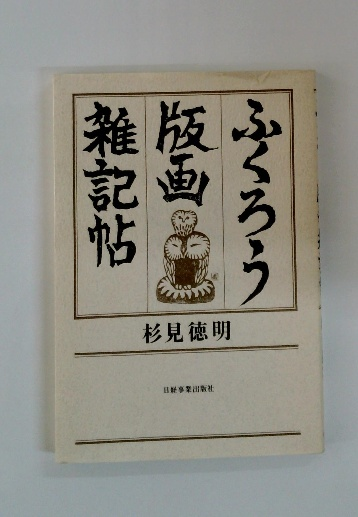 ふくろう
版画
雑記帖
杉見徳明
日経事業出版社